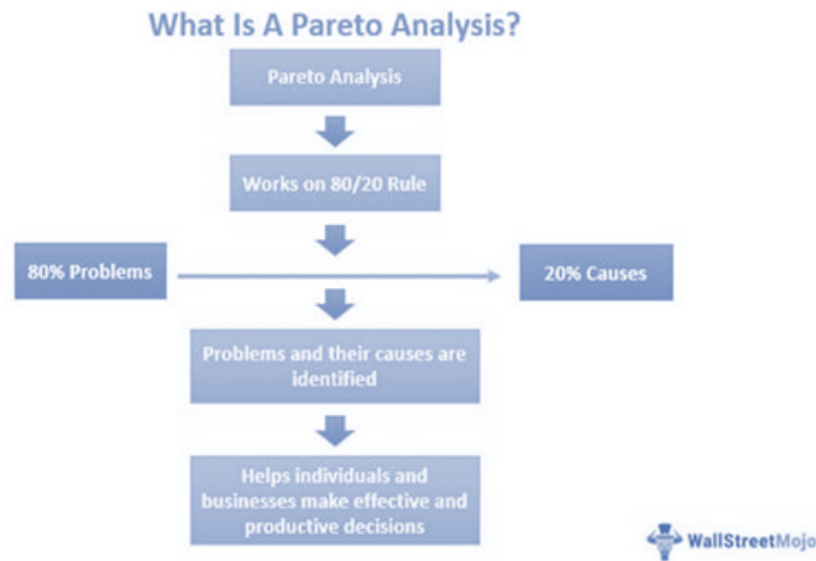 What Is A Pareto Analysis?
Pareto Analysis
Works on 80/20 Rule
80% Problems
20% Causes
Problems and their causes are
identified
Helps individuals and
businesses make effective and
productive decisions
WallStreetMojo